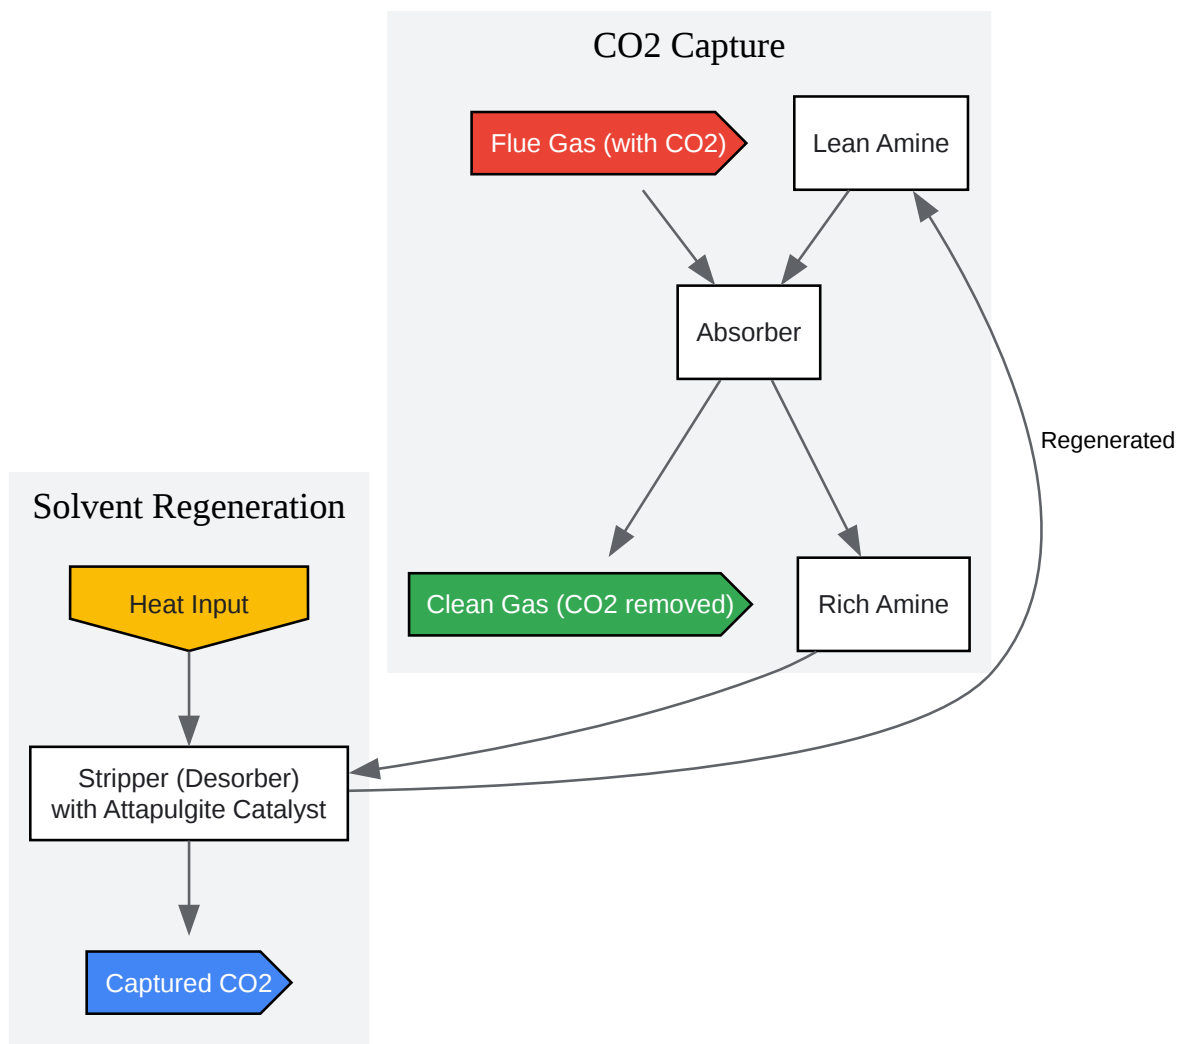 CO2 Capture
Flue Gas (with CO2)
Lean Amine
Absorber
Regenerated
Clean Gas (CO2 removed)
Rich Amine
Solvent Regeneration
Heat Input
Stripper (Desorber)
with Attapulgite Catalyst
Captured CO2